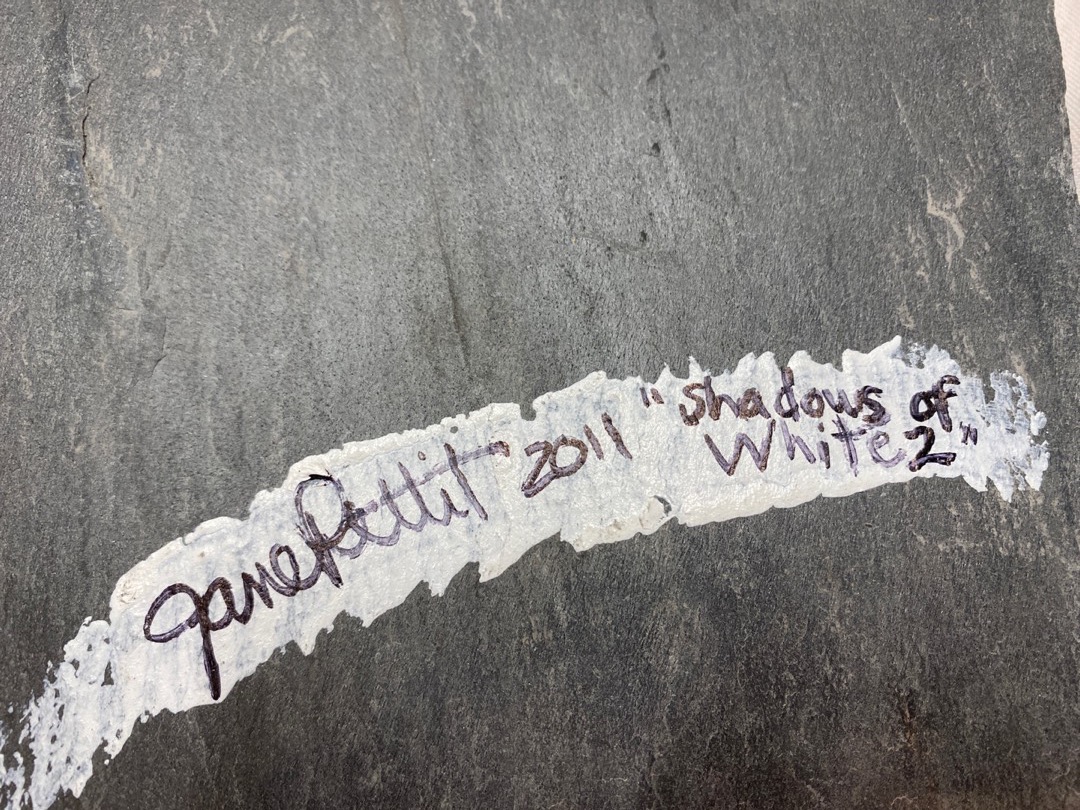 Jane Pettit 2011 "Shadows of
White 2"